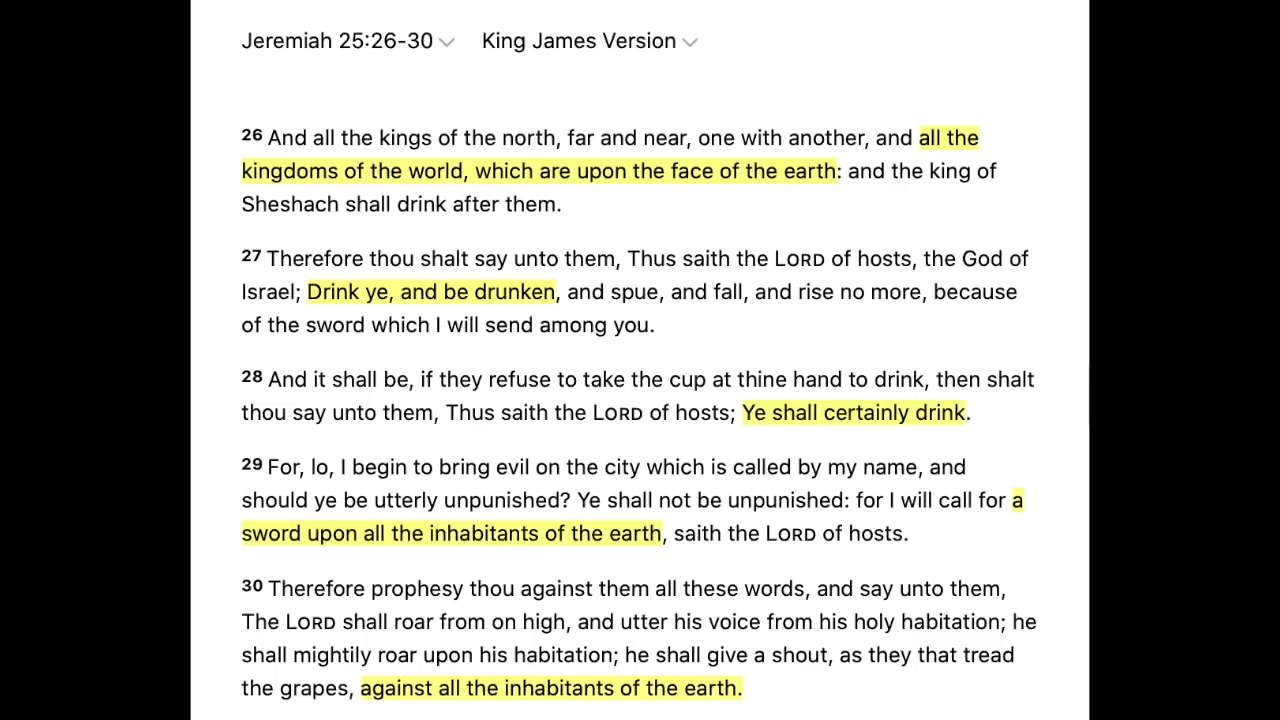 Jeremiah 25:26-30 King James Version
26 And all the kings of the north, far and near, one with another, and all the
kingdoms of the world, which are upon the face of the earth: and the king of
Sheshach shall drink after them.
27 Therefore thou shalt say unto them, Thus saith the LORD of hosts, the God of
Israel; Drink ye, and be drunken, and spue, and fall, and rise no more, because
of the sword which I will send among you.
28 And it shall be, if they refuse to take the cup at thine hand to drink, then shalt
thou say unto them, Thus saith the LORD of hosts; Ye shall certainly drink.
29 For, lo, I begin to bring evil on the city which is called by my name, and
should ye be utterly unpunished? Ye shall not be unpunished: for I will call for a
sword upon all the inhabitants of the earth, saith the LORD of hosts.
30 Therefore prophesy thou against them all these words, and say unto them,
The LORD shall roar from on high, and utter his voice from his holy habitation; he
shall mightily roar upon his habitation; he shall give a shout, as they that tread
the grapes, against all the inhabitants of the earth.